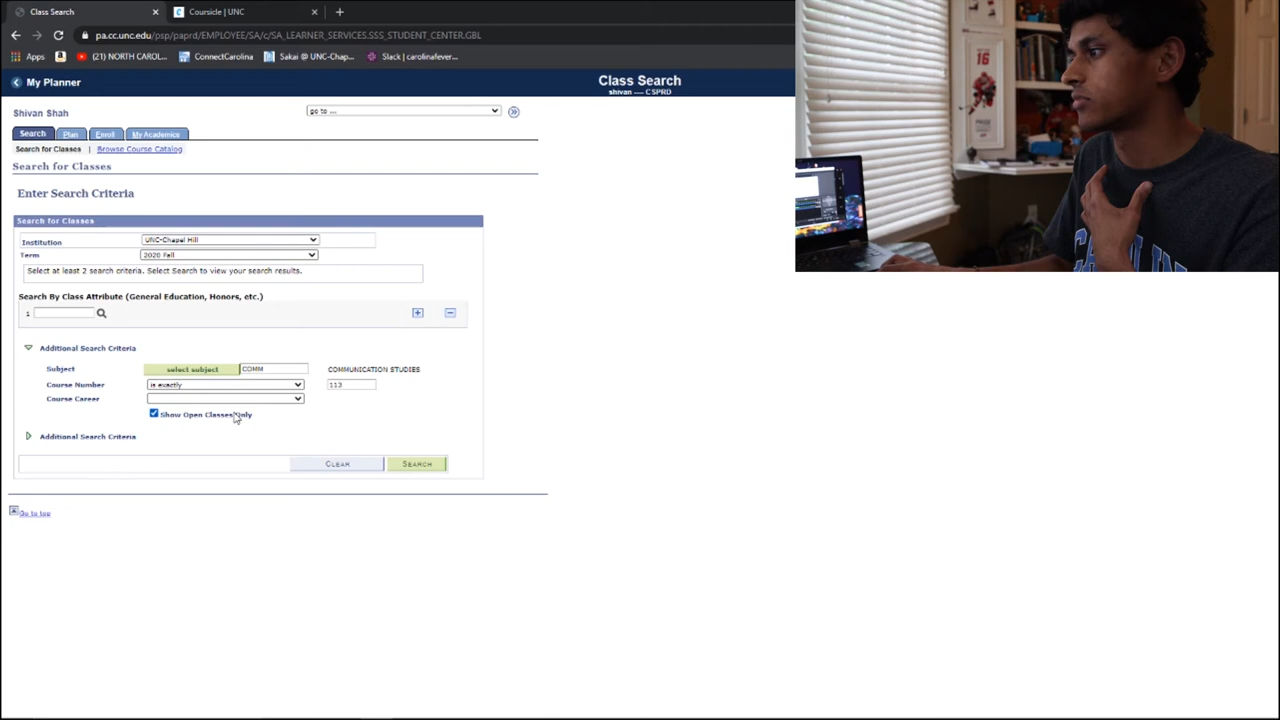 Class Search
Coursicle | UNC
pa.cc.unc.edu/psp/paprd/EMPLOYEE/SA/c/SA_LEARNER_SERVICES.SSS_STUDENT_CENTER.GBL
Apps (21) NORTH CAROL... ConnectCarolina Sakai @ UNC-Chap... Slack | carolinafever...
My Planner
Class Search
shivan — CSPRD
Shivan Shah
go to ...
Search Plan Enroll My Academics
Search for Classes | Browse Course Catalog
Search for Classes
Enter Search Criteria
Search for Classes
Institution UNC-Chapel Hill
Term 2020 Fall
Select at least 2 search criteria. Select Search to view your search results.
Search By Class Attribute (General Education, Honors, etc.)
1
Additional Search Criteria
Subject select subject COMM COMMUNICATION STUDIES
Course Number is exactly 113
Course Career
Show Open Classes Only
Additional Search Criteria
CLEAR SEARCH
Go to top
16
CAROLINA